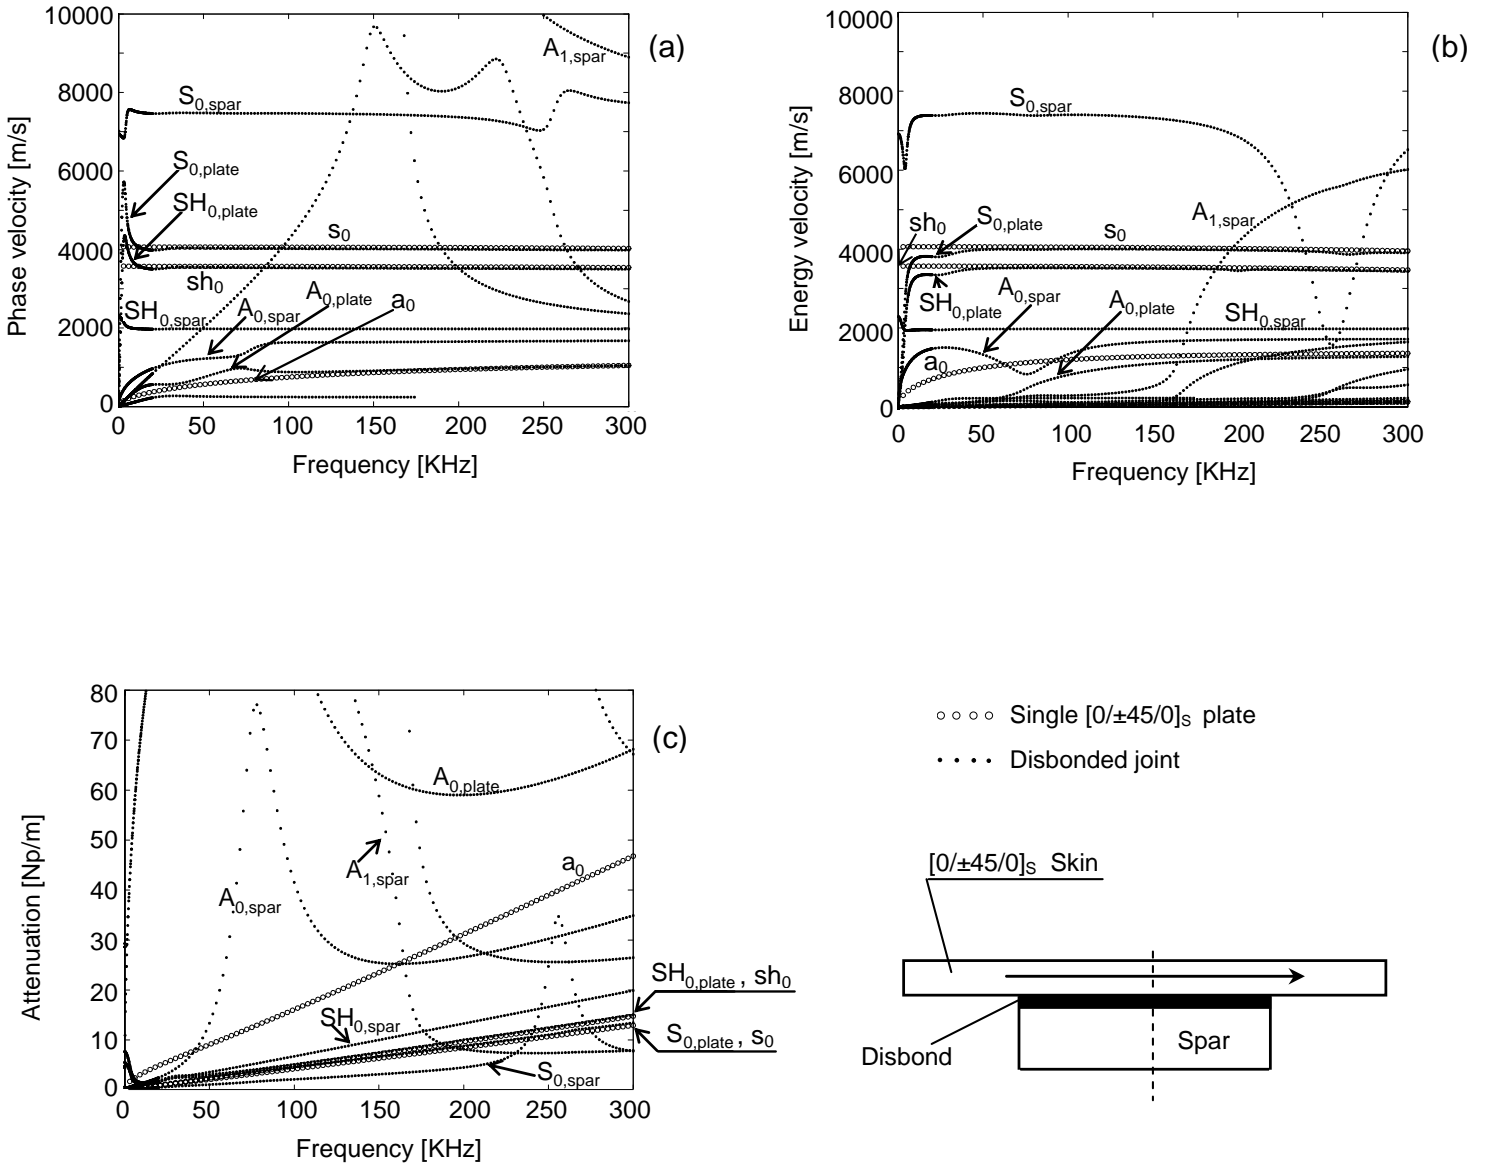 (a)
Phase velocity [m/s]
10000
8000
6000
4000
2000
0
A1,spar
S0,spar
S0,plate
SH0,plate
s0
sh0
SH0,spar
A0,spar
A0,plate
a0
0 50 100 150 200 250 300
Frequency [KHz]
(b)
Energy velocity [m/s]
10000
8000
6000
4000
2000
0
S0,spar
A1,spar
sh0
S0,plate
s0
SH0,plate
A0,spar
A0,plate
SH0,spar
a0
0 50 100 150 200 250 300
Frequency [KHz]
(c)
Attenuation [Np/m]
80
70
60
50
40
30
20
10
0
A0,plate
A1,spar
a0
A0,spar
SH0,plate , sh0
SH0,spar
S0,plate , s0
S0,spar
0 50 100 150 200 250 300
Frequency [KHz]
Single [0/±45/0]S plate
Disbonded joint
[0/±45/0]S Skin
Disbond
Spar